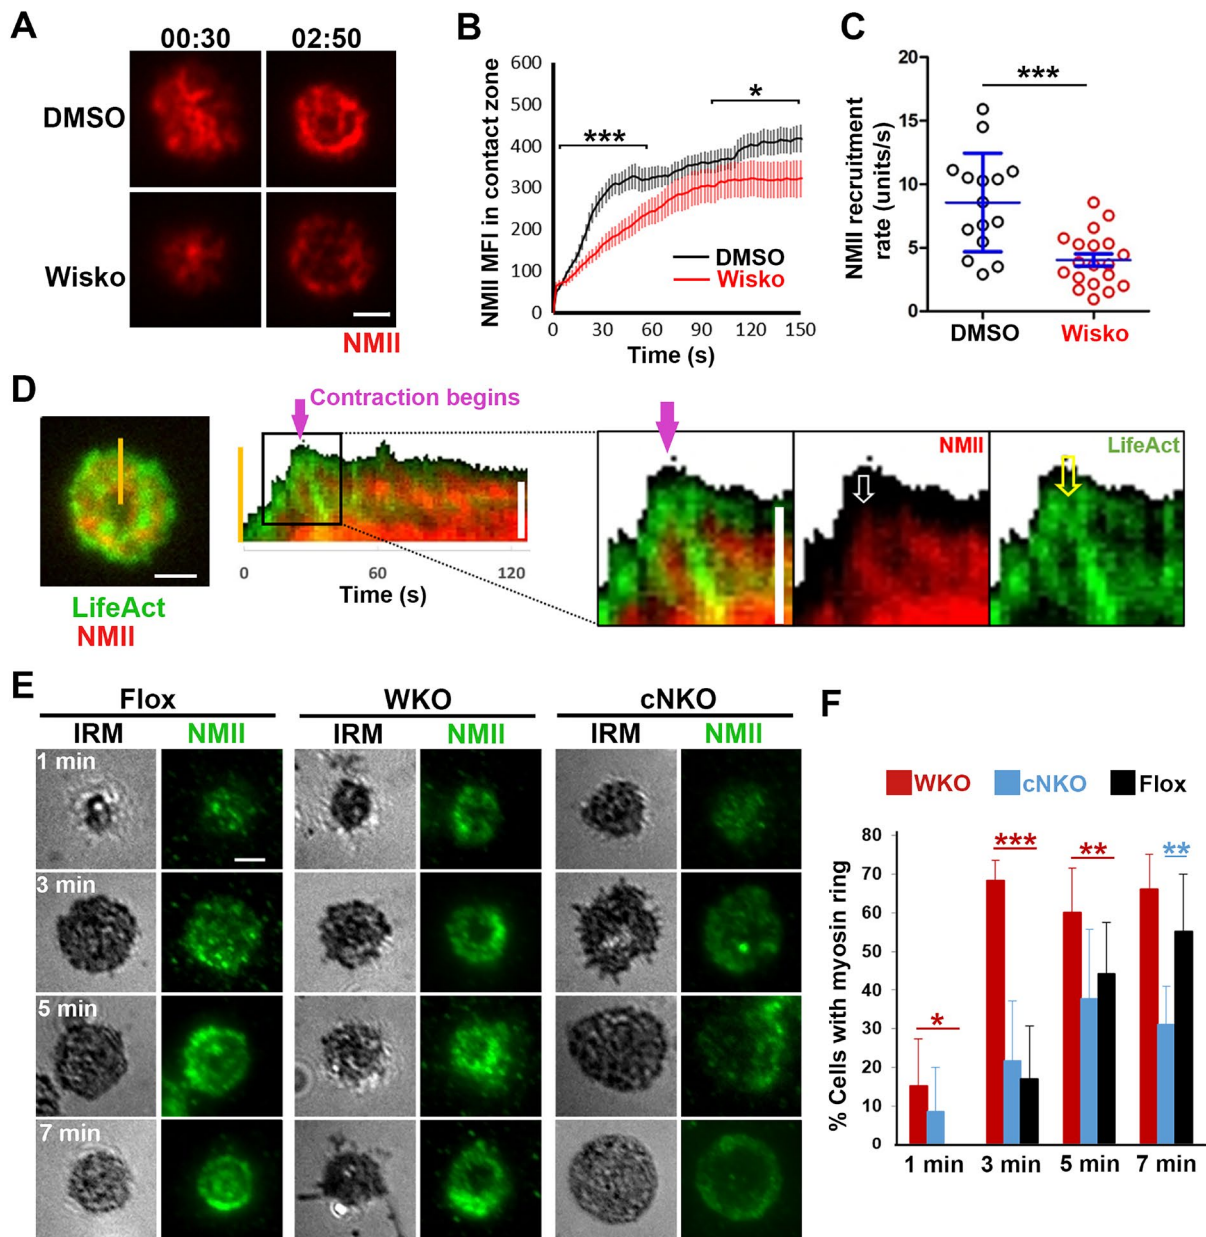 A
00:30 02:50
DMSO
Wisko
NMII
B
NMII MFI in contact zone
600
500
400
300
200
100
0
***
*
DMSO
Wisko
0 30 60 90 120 150
Time (s)
C
NMII recruitment
rate (units/s)
20
15
10
5
0
***
DMSO Wisko
D
Contraction begins
LifeAct
NMII
0 60 120
Time (s)
NMII
LifeAct
E
Flox WKO cNKO
IRM NMII IRM NMII IRM NMII
1 min
3 min
5 min
7 min
F
WKO cNKO Flox
% Cells with myosin ring
80
70
60
50
40
30
20
10
0
*
***
**
**
1 min 3 min 5 min 7 min